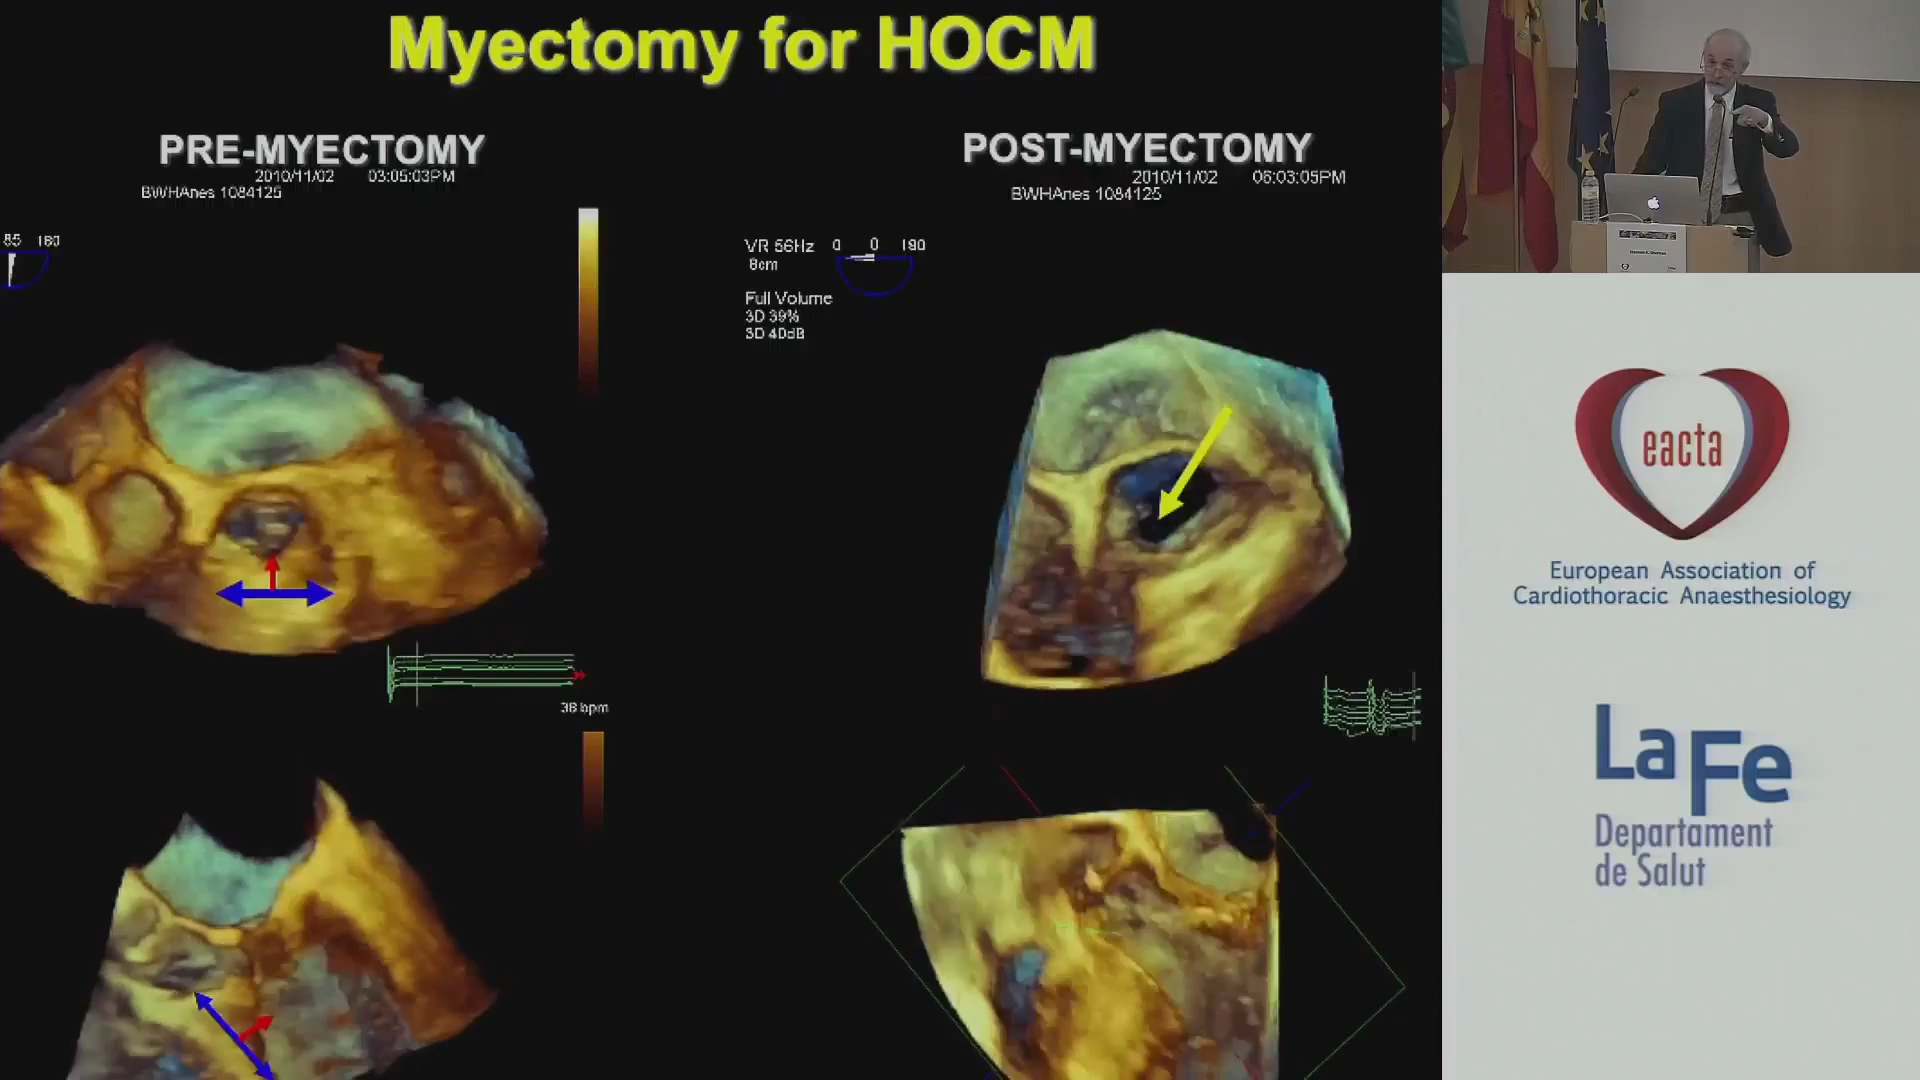 Myectomy for HOCM
PRE-MYECTOMY
2010/11/02 03:05:03PM
BWHAnes 1084125
85 180
38 bpm
POST-MYECTOMY
2010/11/02 06:03:05PM
BWHAnes 1084125
VR 56Hz 0 0 180
8cm
Full Volume
3D 39%
3D 40dB
eacta
European Association of
Cardiothoracic Anaesthesiology
La Fe
Departament
de Salut